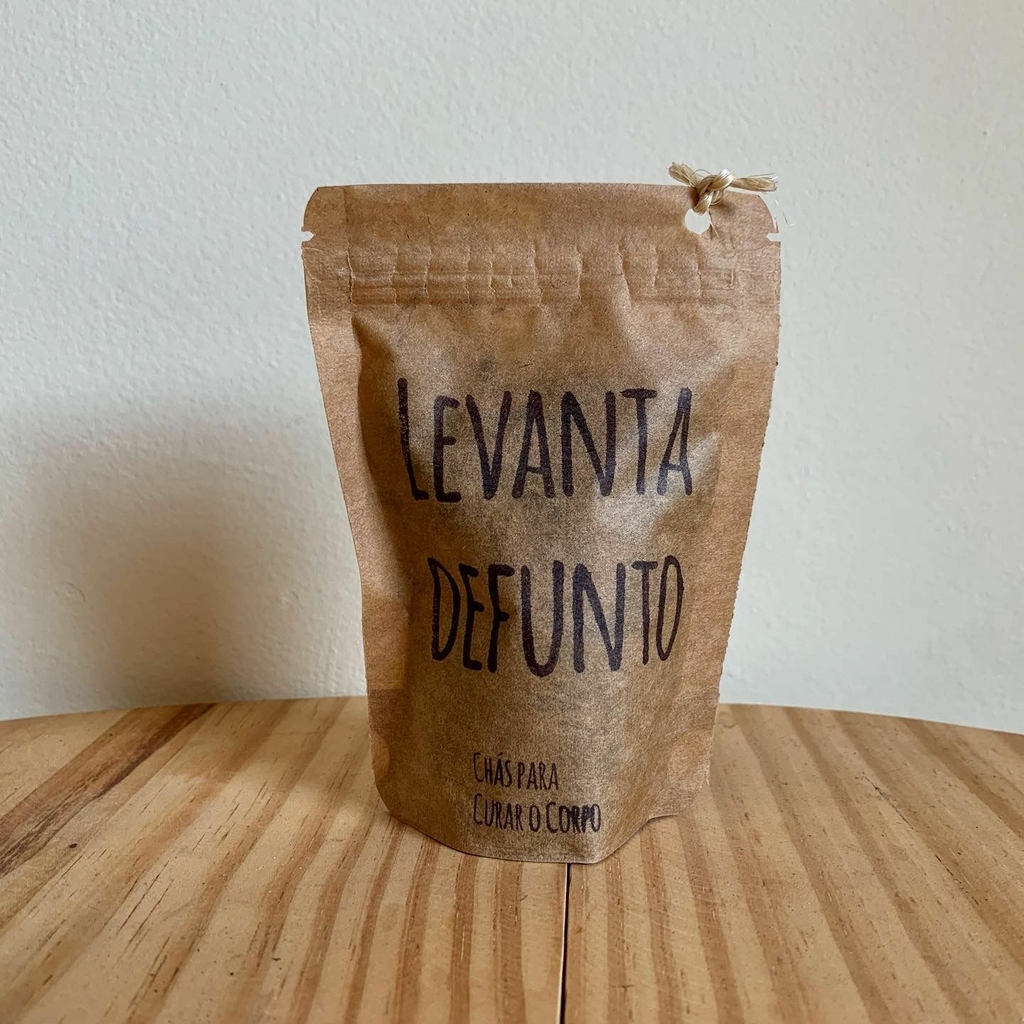 LEVANTA
DEFUNTO
CHÁS PARA
CURAR O CORPO